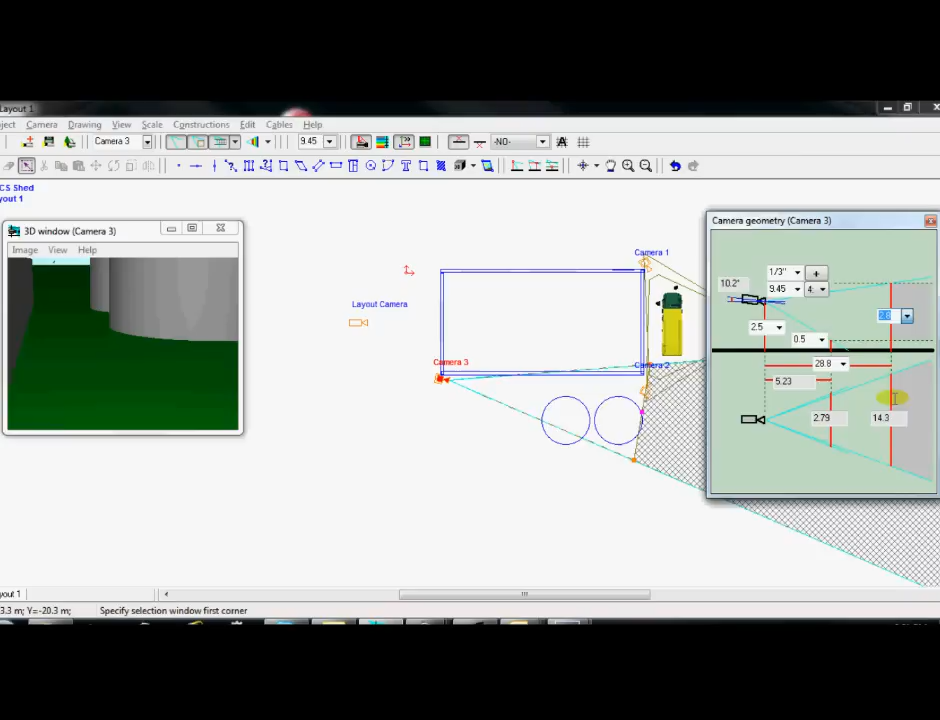 Layout 1
ject Camera Drawing View Scale Constructions Edit Cables Help
Camera 3 9.45 -NO-
CS Shed
yout 1
3D window (Camera 3)
Image View Help
Layout Camera
Camera 1
Camera 3
Camera 2
Camera geometry (Camera 3)
1/3"
10.2°
9.45 4:
2.5
0.5
28.8
5.23
2.79 14.3
yout 1
3.3 m; Y=-20.3 m; Specify selection window first corner